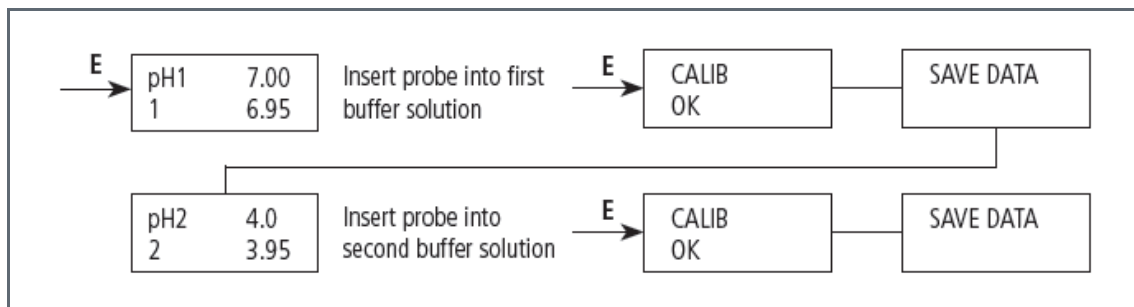 E
pH1 7.00
1 6.95
Insert probe into first
buffer solution
E
CALIB
OK
SAVE DATA
pH2 4.0
2 3.95
Insert probe into
second buffer solution
E
CALIB
OK
SAVE DATA